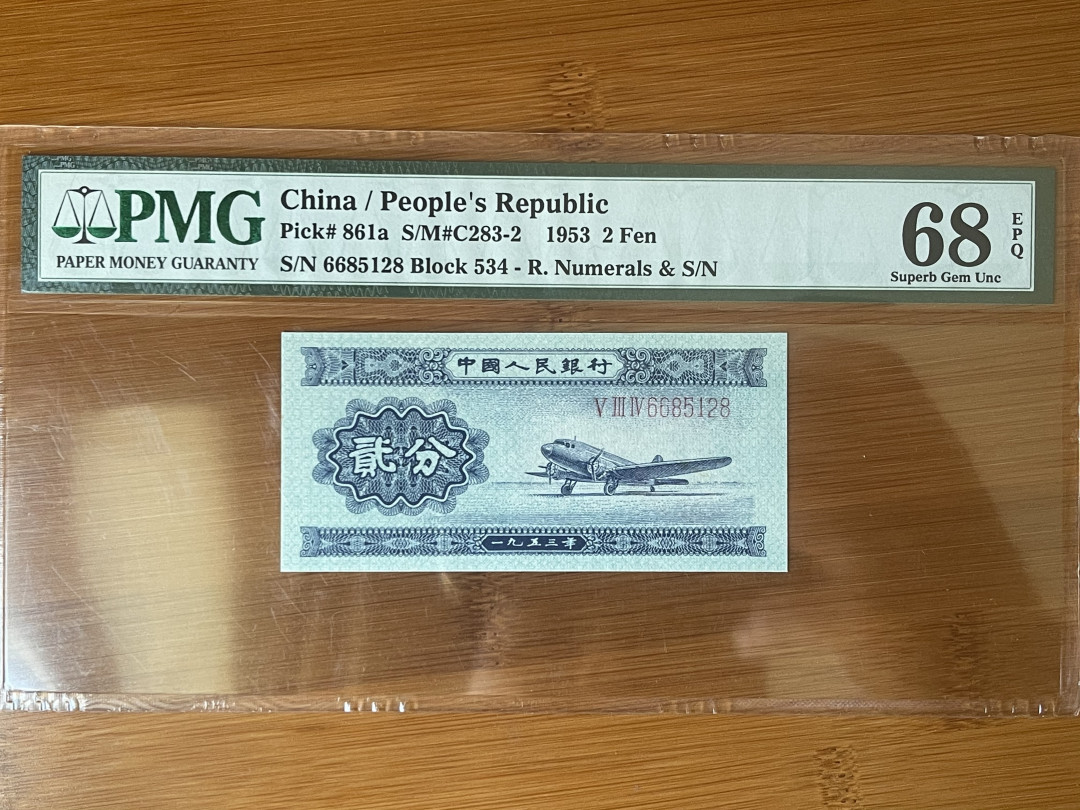 PMG
PAPER MONEY GUARANTY
China / People's Republic
Pick# 861a S/M#C283-2 1953 2 Fen
S/N 6685128 Block 534 - R. Numerals & S/N
68
EPQ
Superb Gem Unc
中國人民銀行
V III IV 6685128
貳分
一九五三年